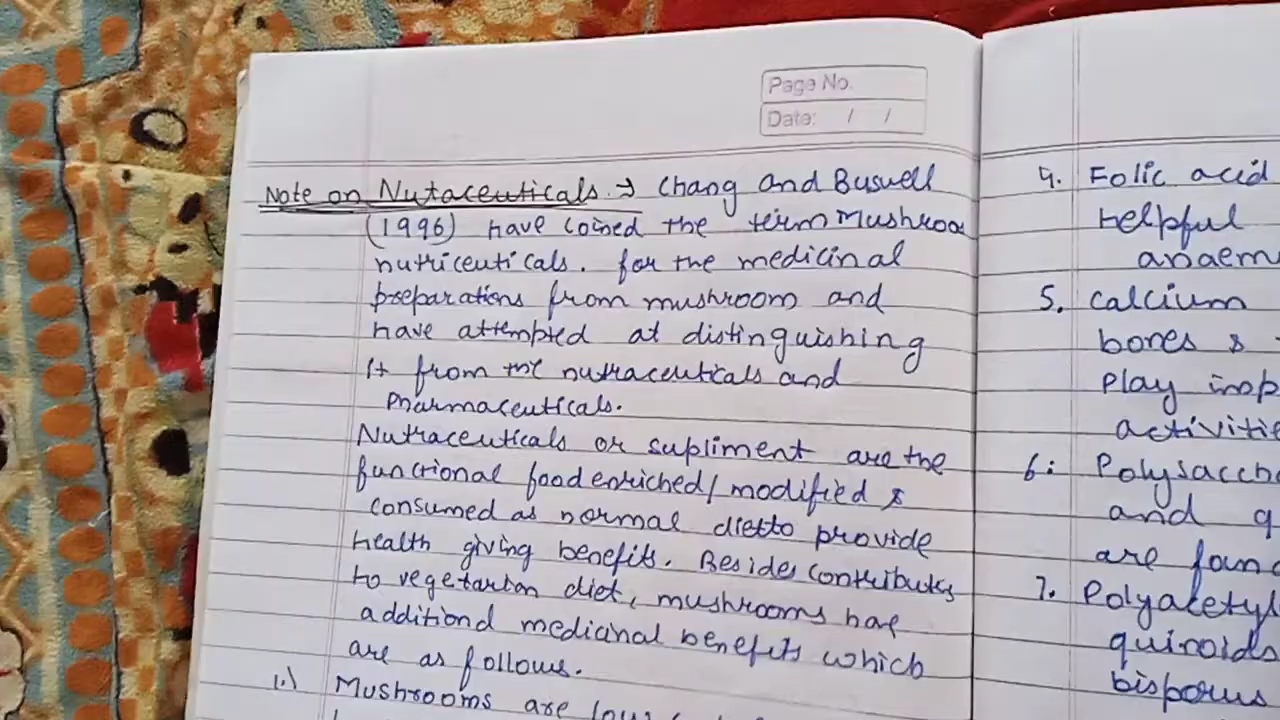 Page No.
Date: / /
Note on Nutaceuticals. → Chang and Buswell
(1996) have coined the term Mushroom
nutriceuticals. for the medicinal
preparations from mushroom and
have attempted at distinguishing
it from the nutraceuticals and
Pharmaceuticals.
Nutraceuticals or supliment are the
functional food enriched/modified &
consumed as normal diet to provide
health giving benefits. Besides contributes
to vegetarian diet, mushrooms have
additiond medicinal benefits which
are as follows.
1.) Mushrooms are low
4. Folic acid
Helpful
anaem
5. Calcium
bones &
Play imp
activitie
6: Polysaccha
and g
are foun
7. Polyacetyl
quinoids
bisporus